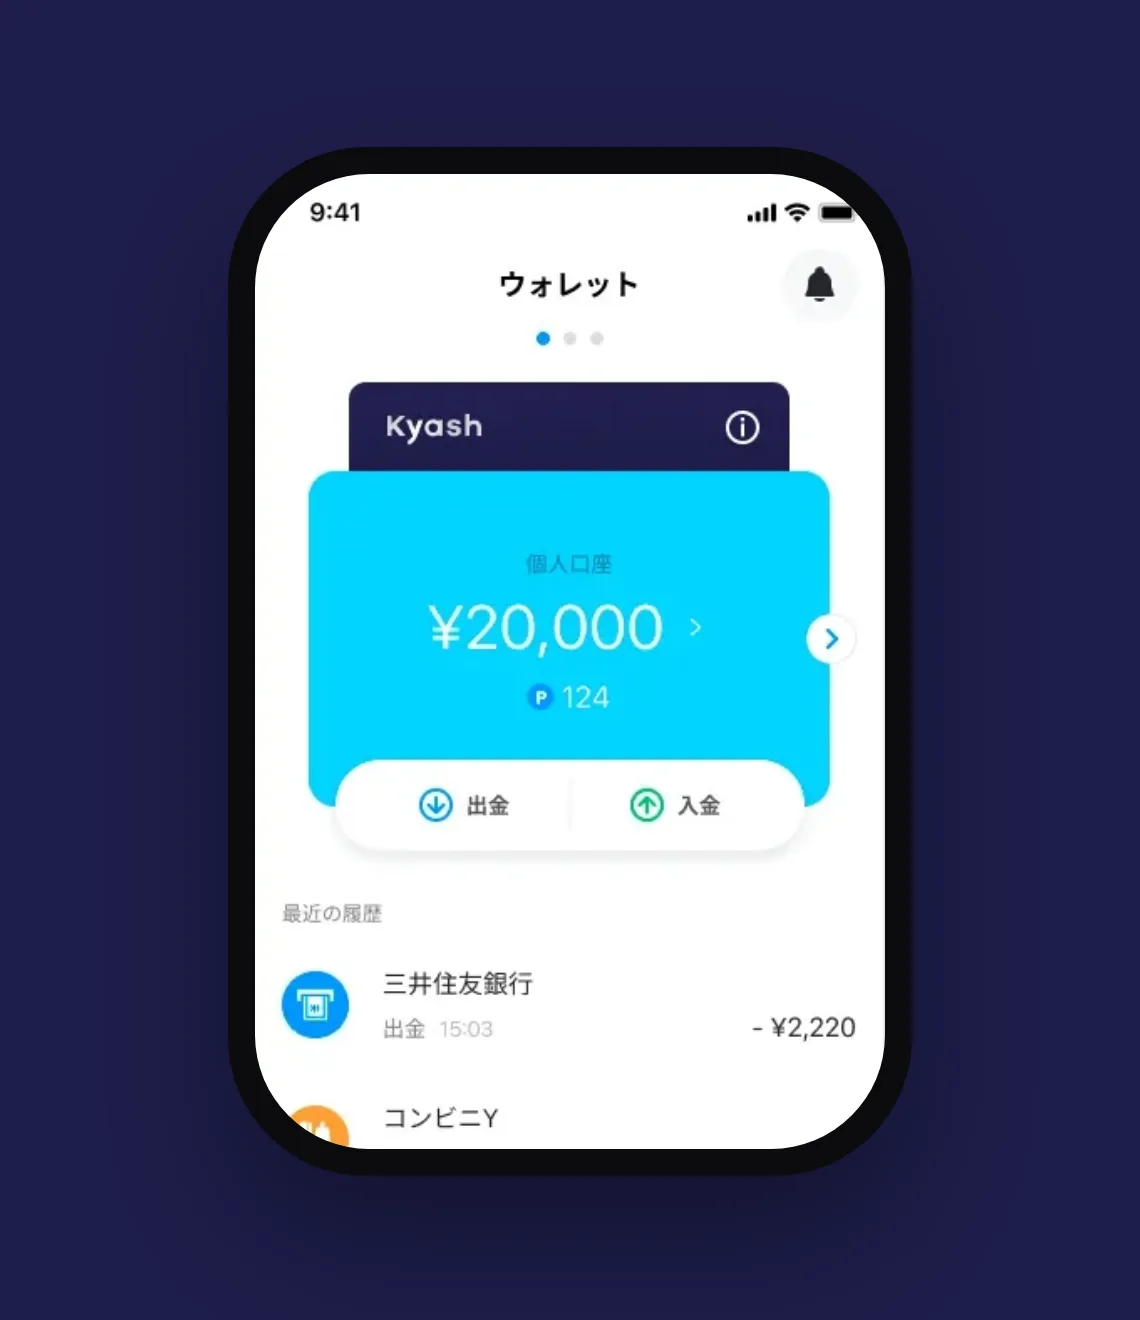 9:41
ウォレット
Kyash
個人口座
¥20,000
P 124
出金 入金
最近の履歴
三井住友銀行
出金 15:03
- ¥2,220
コンビニY